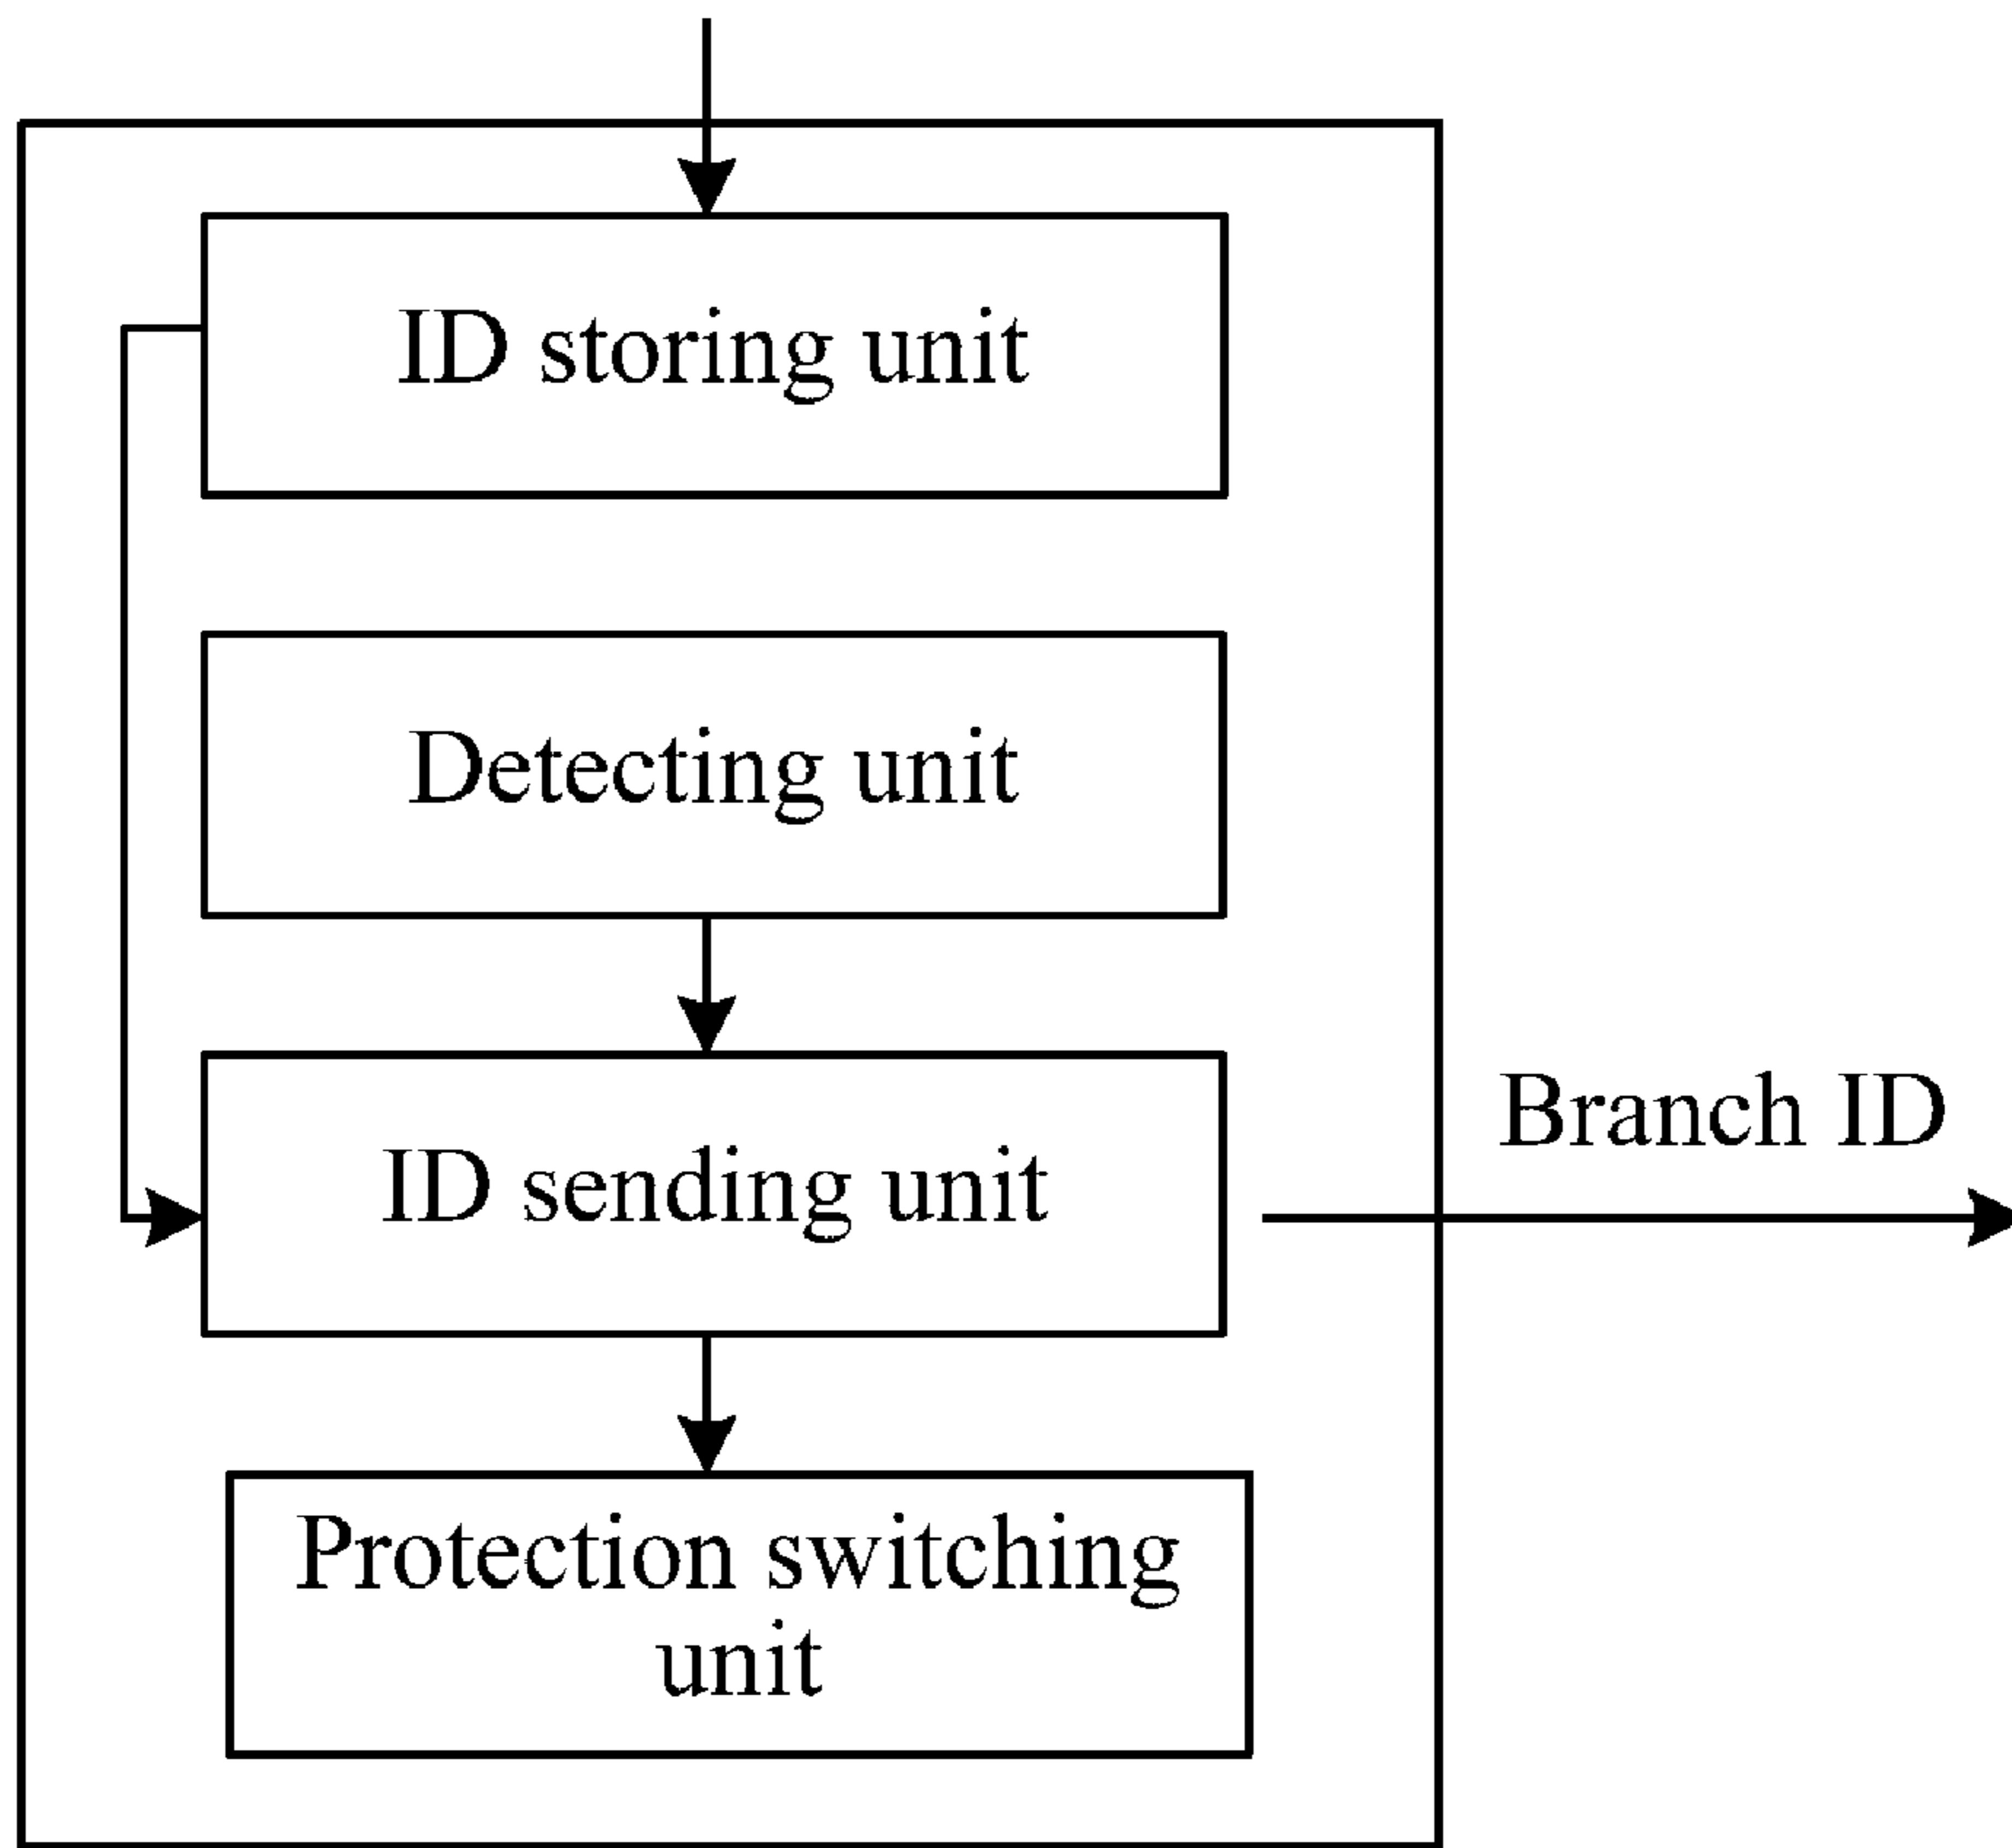 ID storing unit
Detecting unit
ID sending unit
Branch ID
Protection switching
unit